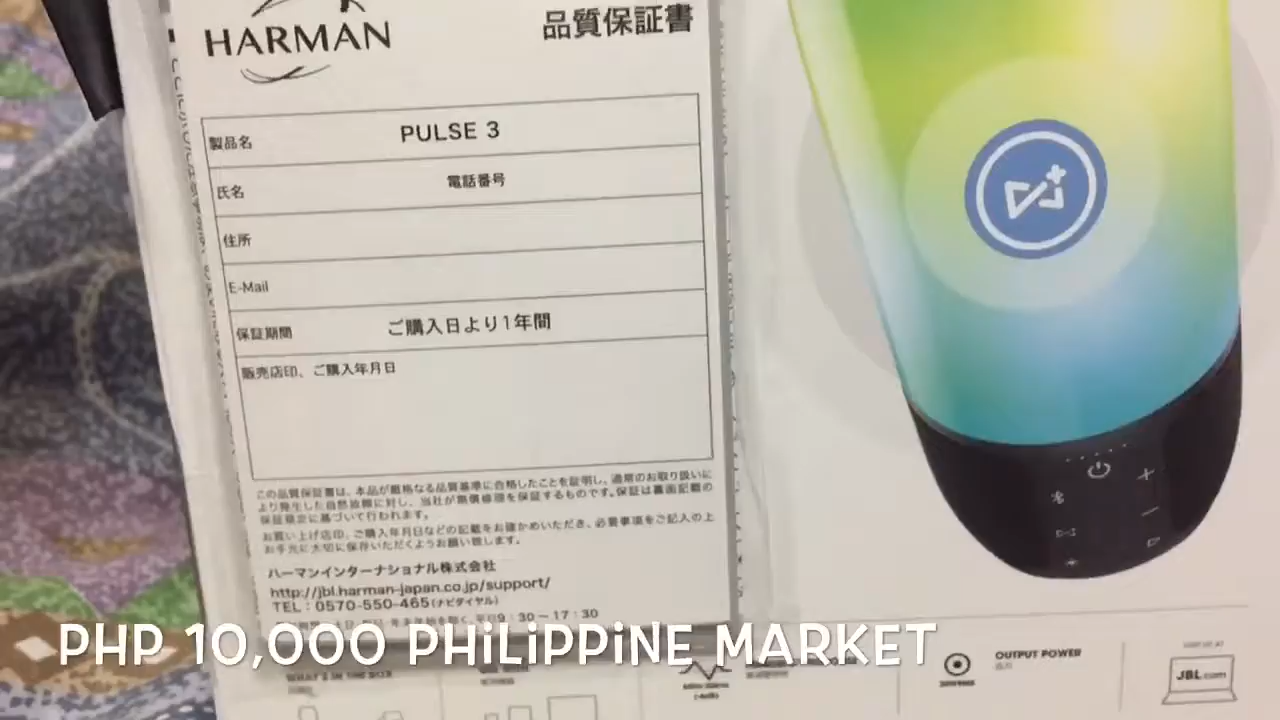 HARMAN
品質保証書
製品名 PULSE 3
氏名 電話番号
住所
E-Mail
保証期間 ご購入日より1年間
販売店印、ご購入年月日
この品質保証書は、本品が厳格なる品質基準に合格したことを証明し、通常のお取り扱いに
より発生した自然故障に対し、当社が無償修理を保証するものです。保証は裏面記載の
保証規定に基づいて行われます。
お買い上げ店印、ご購入年月日などの記載をお確かめいただき、必要事項をご記入の上
お手元に大切に保存いただくようお願い致します。
ハーマンインターナショナル株式会社
http://jbl.harman-japan.co.jp/support/
TEL：0570-550-465(ナビダイヤル)
平日9：30～17：30
PHP 10,000 PHILIPPINE MARKET
OUTPUT POWER
JBL.com